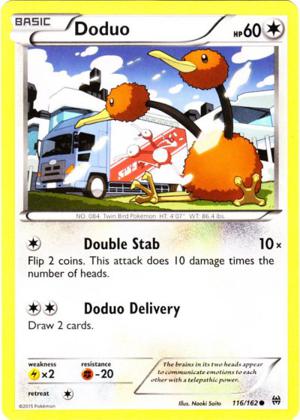 BASIC
Doduo
HP60
NO. 084 Twin Bird Pokémon HT: 4'07" WT: 86.4 lbs.
Double Stab 10×
Flip 2 coins. This attack does 10 damage times the
number of heads.
Doduo Delivery
Draw 2 cards.
weakness
×2
resistance
-20
retreat
The brains in its two heads appear
to communicate emotions to each
other with a telepathic power.
©2015 Pokémon
Illus. Naoki Saito
116/162